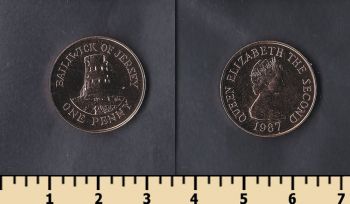 BAILIWICK OF JERSEY
ONE PENNY
QUEEN ELIZABETH THE SECOND
1987
1 2 3 4 5 6 7